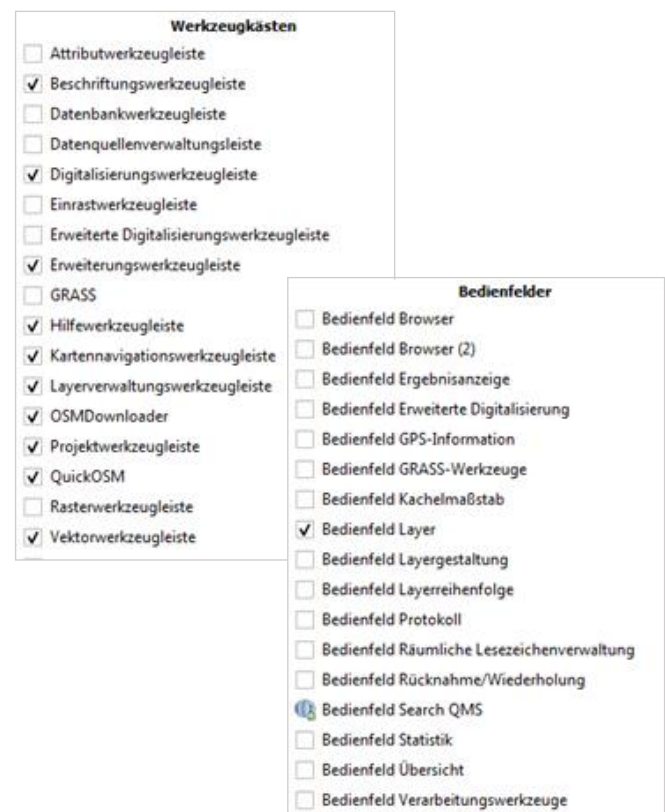 Werkzeugkästen
Attributwerkzeugleiste
Beschriftungswerkzeugleiste
Datenbankwerkzeugleiste
Datenquellenverwaltungsleiste
Digitalisierungswerkzeugleiste
Einrastwerkzeugleiste
Erweiterte Digitalisierungswerkzeugleiste
Erweiterungswerkzeugleiste
GRASS
Hilfewerkzeugleiste
Kartennavigationswerkzeugleiste
Layerverwaltungswerkzeugleiste
OSMDownloader
Projektwerkzeugleiste
QuickOSM
Rasterwerkzeugleiste
Vektorwerkzeugleiste
Bedienfelder
Bedienfeld Browser
Bedienfeld Browser (2)
Bedienfeld Ergebnisanzeige
Bedienfeld Erweiterte Digitalisierung
Bedienfeld GPS-Information
Bedienfeld GRASS-Werkzeuge
Bedienfeld Kachelmaßstab
Bedienfeld Layer
Bedienfeld Layergestaltung
Bedienfeld Layerreihenfolge
Bedienfeld Protokoll
Bedienfeld Räumliche Lesezeichenverwaltung
Bedienfeld Rücknahme/Wiederholung
Bedienfeld Search QMS
Bedienfeld Statistik
Bedienfeld Übersicht
Bedienfeld Verarbeitungswerkzeuge